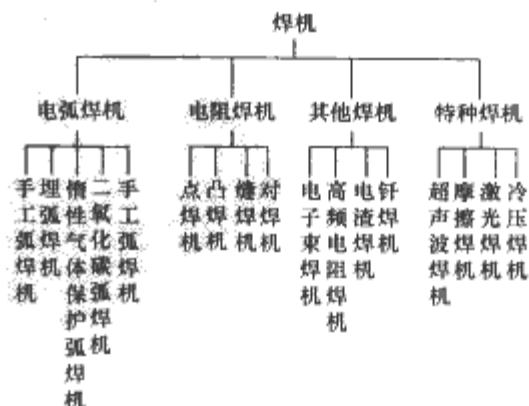 焊机
电弧焊机
电阻焊机
其他焊机
特种焊机
手工弧焊机
埋弧焊机
惰性气体保护弧焊机
二氧化碳弧焊机
手工弧焊机
点焊机
凸焊机
缝焊机
对焊机
电子束焊机
高频电阻焊机
电渣焊机
钎焊机
超声波焊机
摩擦焊机
激光焊机
冷压焊机